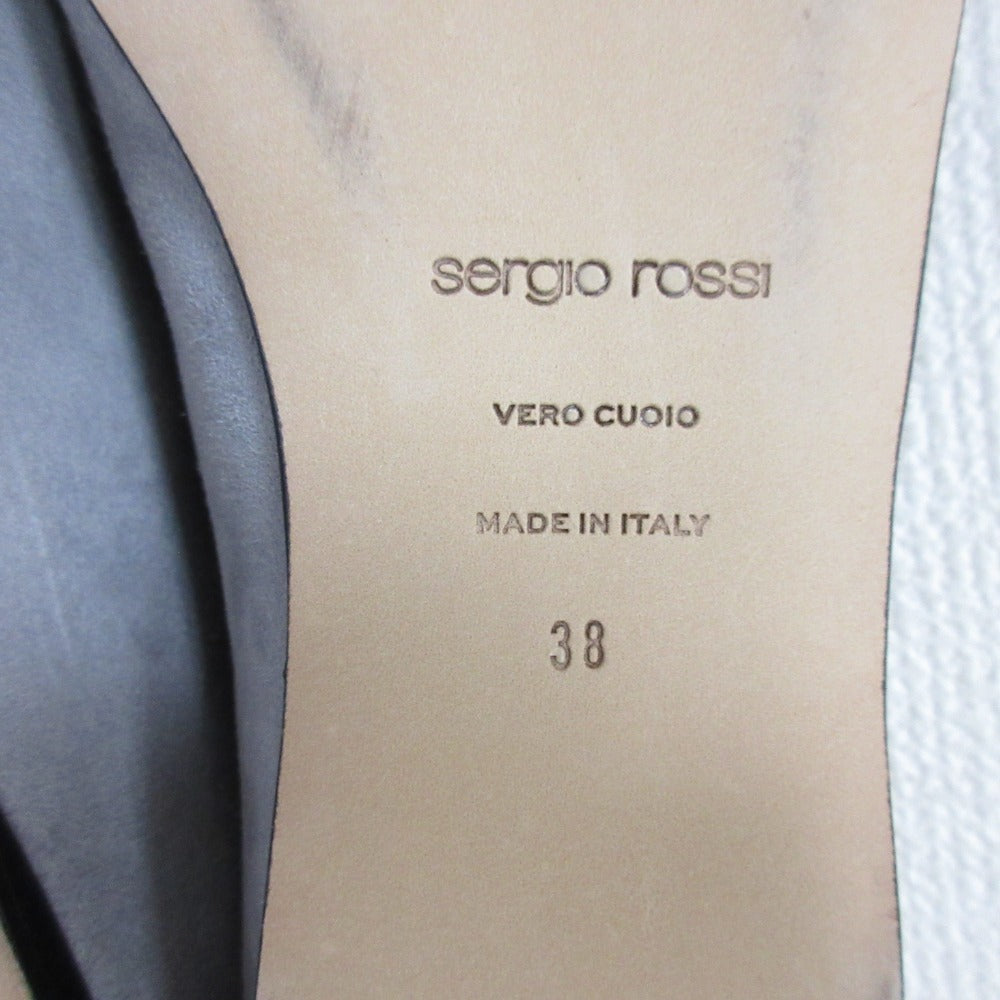 sergio rossi
VERO CUOIO
MADE IN ITALY
38